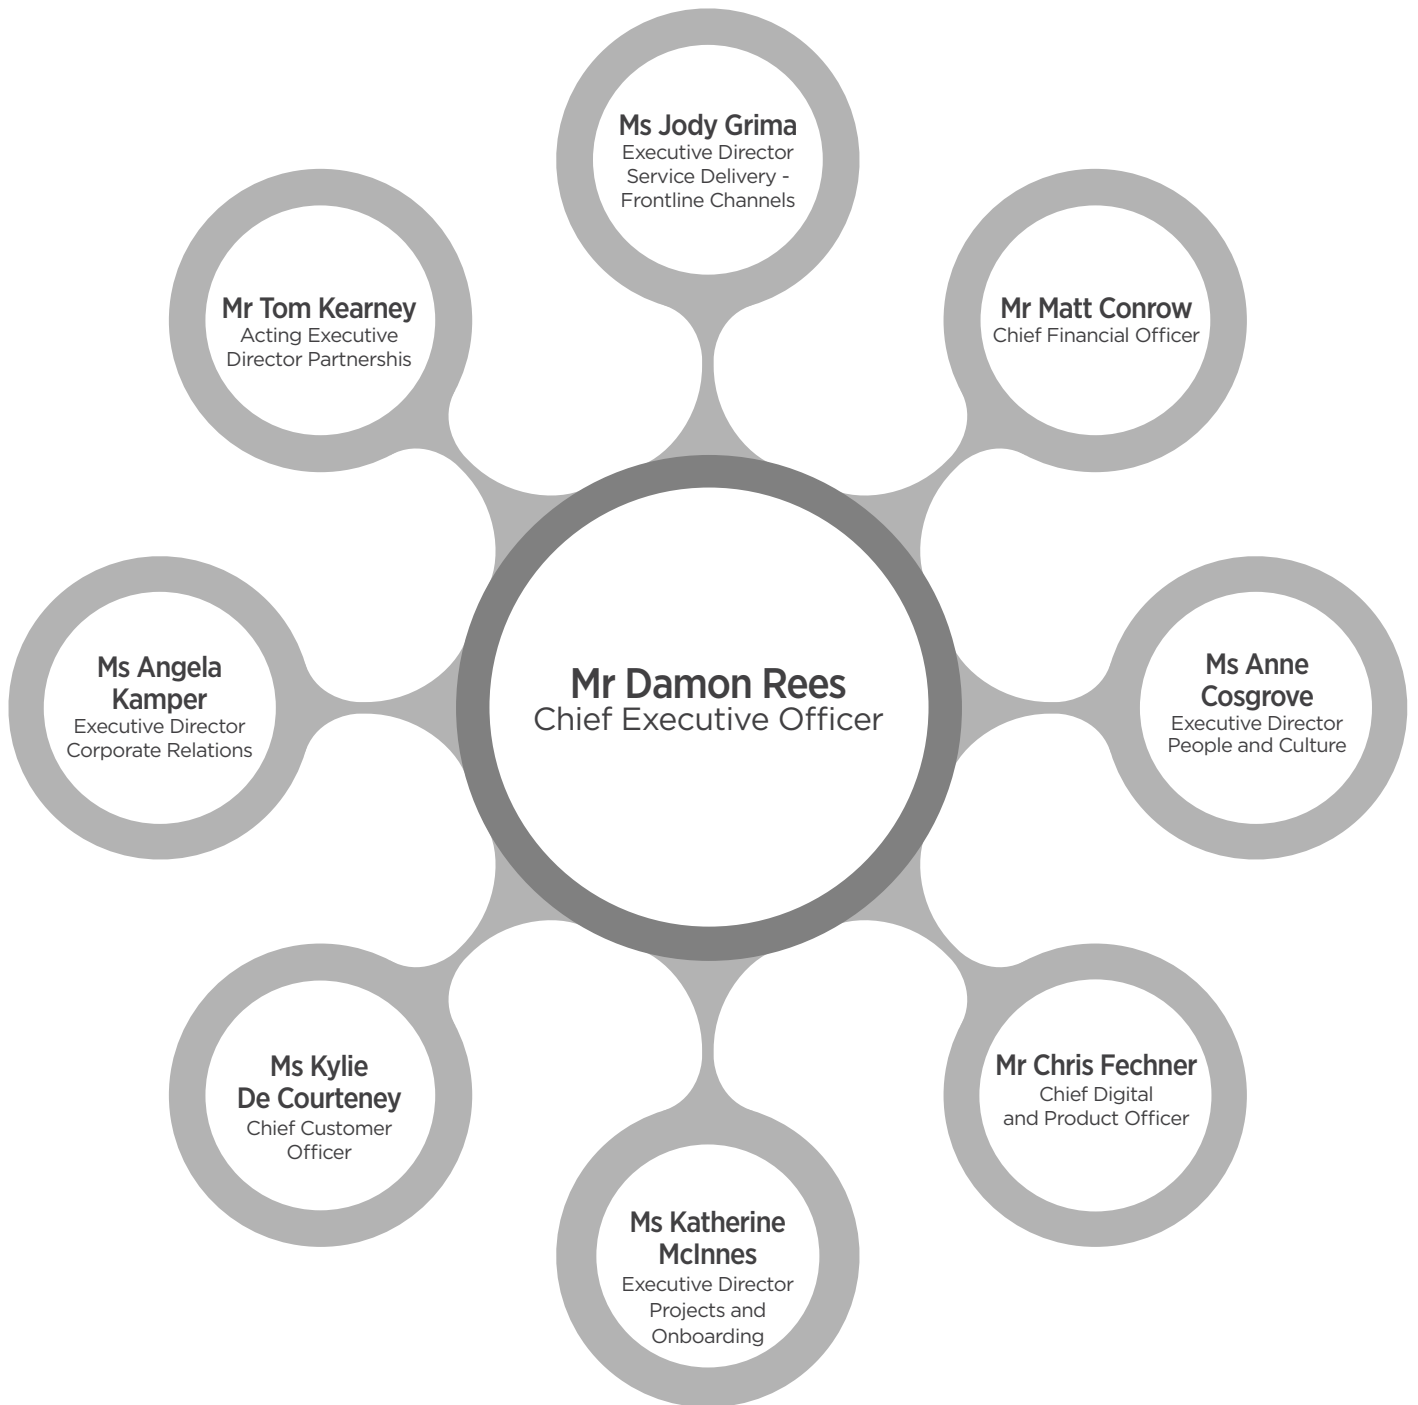 Ms Jody Grima
Executive Director
Service Delivery -
Frontline Channels
Mr Tom Kearney
Acting Executive
Director Partnershis
Mr Matt Conrow
Chief Financial Officer
Ms Angela
Kamper
Executive Director
Corporate Relations
Mr Damon Rees
Chief Executive Officer
Ms Anne
Cosgrove
Executive Director
People and Culture
Ms Kylie
De Courteney
Chief Customer
Officer
Mr Chris Fechner
Chief Digital
and Product Officer
Ms Katherine
McInnes
Executive Director
Projects and
Onboarding